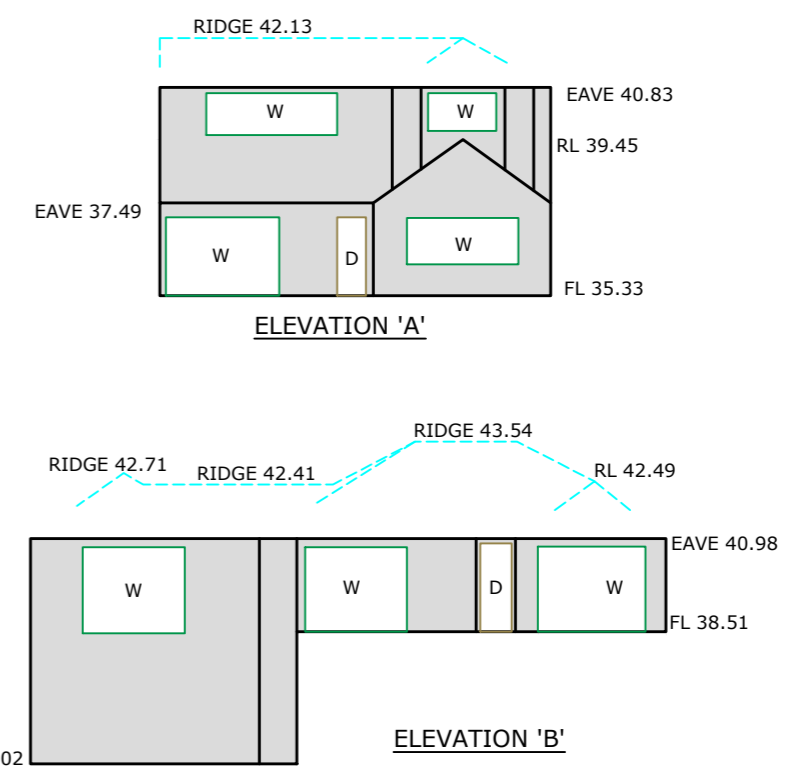 RIDGE 42.13
EAVE 40.83
W
W
RL 39.45
EAVE 37.49
W
D
W
FL 35.33
ELEVATION 'A'
RIDGE 43.54
RIDGE 42.71
RIDGE 42.41
RL 42.49
EAVE 40.98
W
W
D
W
FL 38.51
ELEVATION 'B'
02